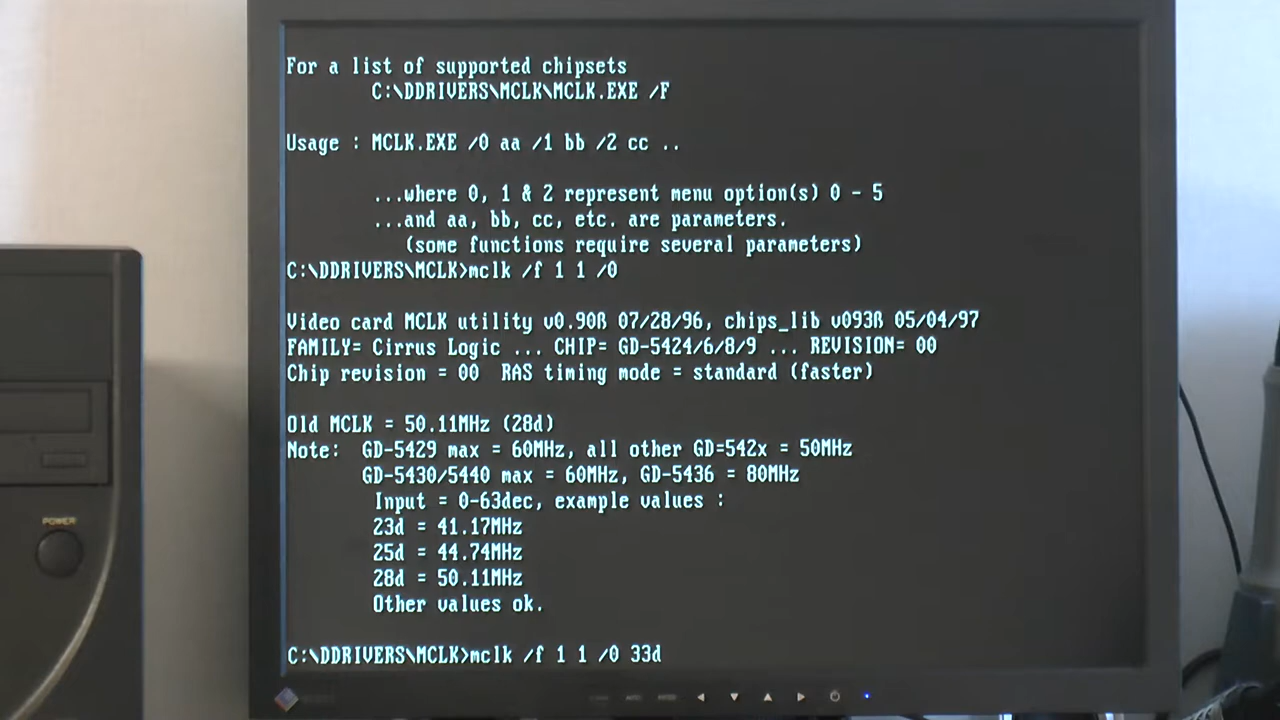 For a list of supported chipsets
C:\DDRIVERS\MCLK\MCLK.EXE /F
Usage : MCLK.EXE /0 aa /1 bb /2 cc ..
...where 0, 1 & 2 represent menu option(s) 0 - 5
...and aa, bb, cc, etc. are parameters.
(some functions require several parameters)
C:\DDRIVERS\MCLK>mclk /f 1 1 /0
Video card MCLK utility v0.90ß 07/28/96, chips_lib v093ß 05/04/97
FAMILY= Cirrus Logic ... CHIP= GD-5424/6/8/9 ... REVISION= 00
Chip revision = 00  RAS timing mode = standard (faster)
Old MCLK = 50.11MHz (28d)
Note:  GD-5429 max = 60MHz, all other GD=542x = 50MHz
GD-5430/5440 max = 60MHz, GD-5436 = 80MHz
Input = 0-63dec, example values :
23d = 41.17MHz
25d = 44.74MHz
28d = 50.11MHz
Other values ok.
C:\DDRIVERS\MCLK>mclk /f 1 1 /0 33d
POWER